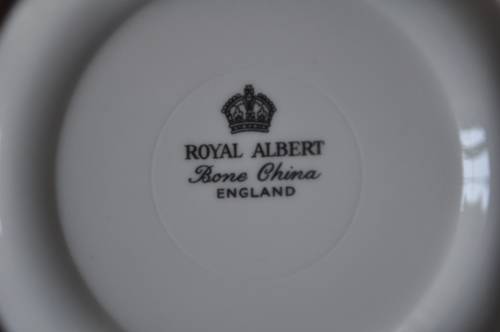 ROYAL ALBERT
Bone China
ENGLAND